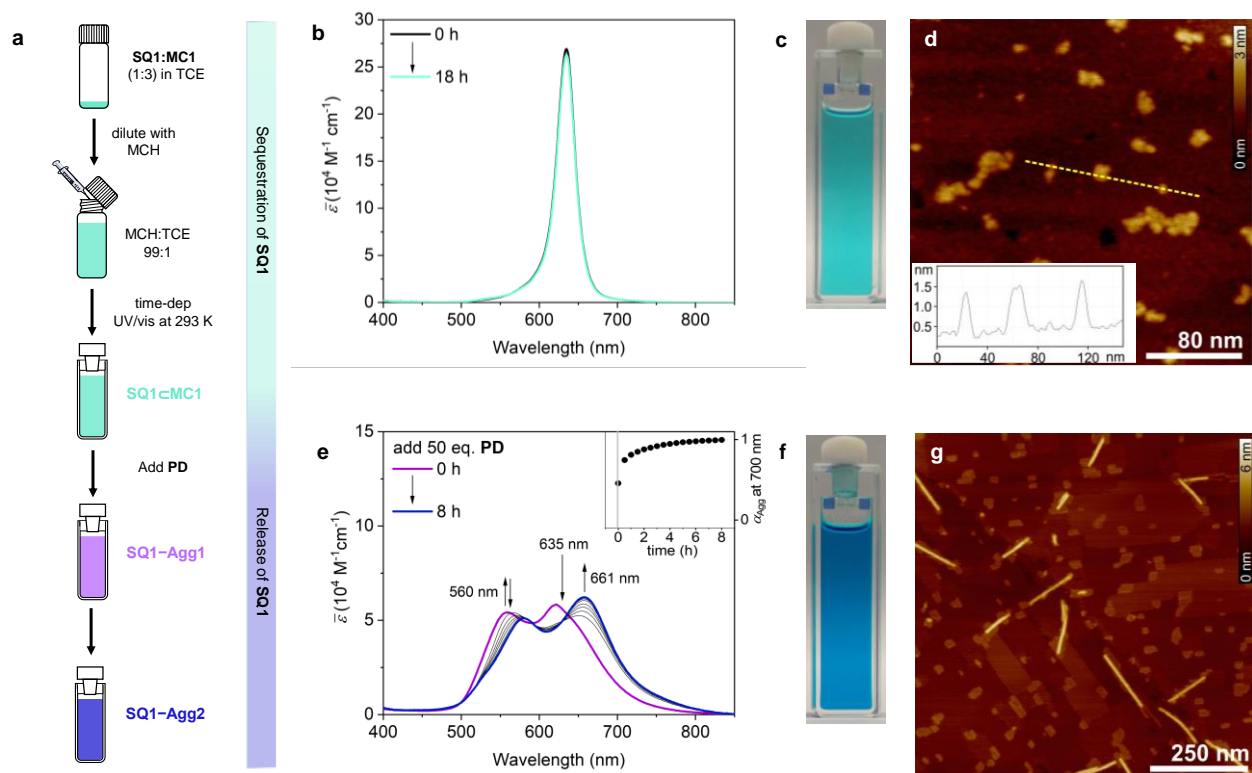 a
SQ1:MC1
(1:3) in TCE
dilute with
MCH
MCH:TCE
99:1
time-dep
UV/vis at 293 K
SQ1⊂MC1
Add PD
SQ1−Agg1
SQ1−Agg2
Sequestration of SQ1
Release of SQ1
b
0 h
18 h
ε̅ (10⁴ M⁻¹ cm⁻¹)
30
25
20
15
10
5
0
400 500 600 700 800
Wavelength (nm)
c
d
3 nm
0 nm
nm
1.5
1.0
0.5
0 40 80 120 nm
80 nm
e
add 50 eq. PD
0 h
8 h
ε̅ (10⁴ M⁻¹cm⁻¹)
15
10
5
0
560 nm
635 nm
661 nm
1
0
α_Agg at 700 nm
0 2 4 6 8
time (h)
400 500 600 700 800
Wavelength (nm)
f
g
6 nm
0 nm
250 nm